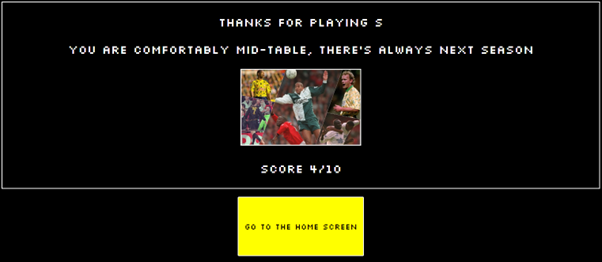 THANKS FOR PLAYING S
YOU ARE COMFORTABLY MID-TABLE, THERE'S ALWAYS NEXT SEASON
SCORE 4/10
GO TO THE HOME SCREEN